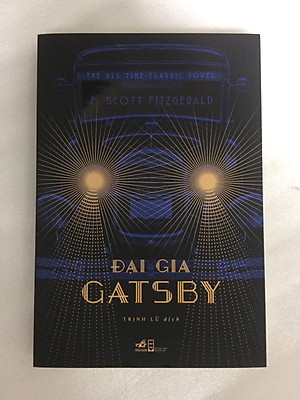 THE ALL TIME CLASSIC NOVEL
F. SCOTT FITZGERALD
ĐẠI GIA
GATSBY
TRỊNH LỮ dịch